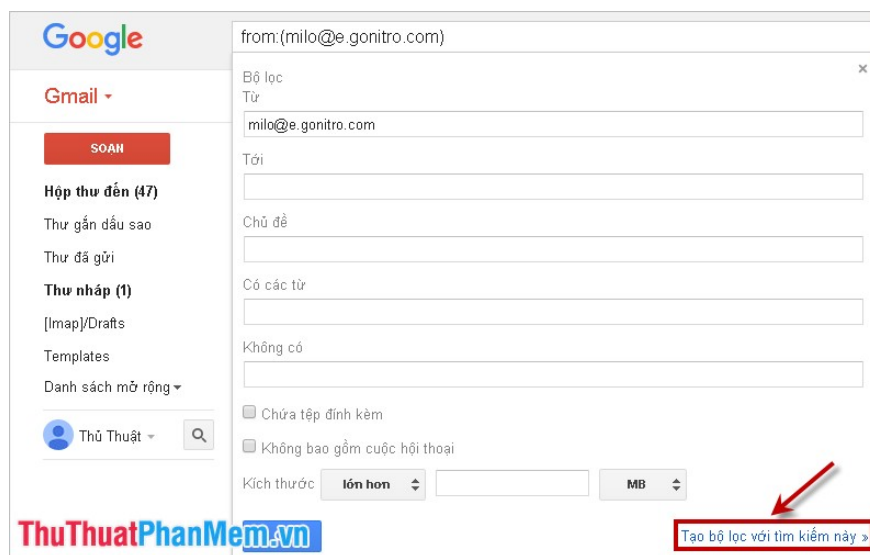 Google
from:(milo@e.gonitro.com)
Gmail
SOẠN
Hộp thư đến (47)
Thư gắn dấu sao
Thư đã gửi
Thư nháp (1)
[Imap]/Drafts
Templates
Danh sách mở rộng
Thủ Thuật
×
Bộ lọc
Từ
milo@e.gonitro.com
Tới
Chủ đề
Có các từ
Không có
Chứa tệp đính kèm
Không bao gồm cuộc hội thoại
Kích thước lớn hơn MB
Tạo bộ lọc với tìm kiếm này »
ThuThuatPhanMem.vn